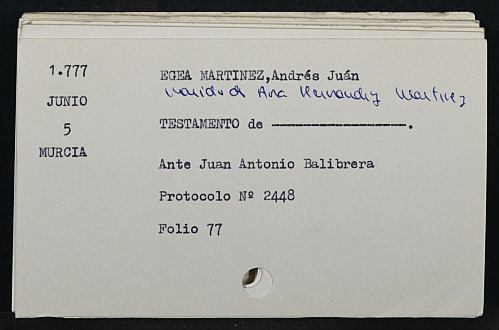 1.777
JUNIO
5
MURCIA
EGEA MARTINEZ,Andrés Juán
marido de Ana Hernandez Martinez
TESTAMENTO de -------------------.
Ante Juan Antonio Balibrera
Protocolo Nº 2448
Folio 77